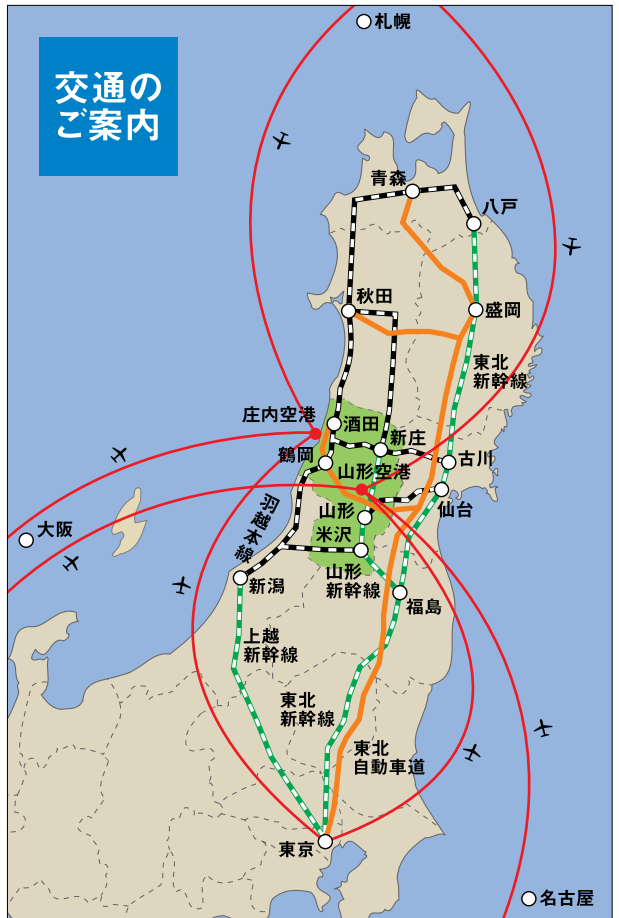 交通の
ご案内
札幌
青森
八戸
秋田
盛岡
東北
新幹線
庄内空港
酒田
新庄
鶴岡
山形空港
古川
山形
仙台
羽越本線
大阪
米沢
山形
新幹線
新潟
福島
上越
新幹線
東北
新幹線
東北
自動車道
東京
名古屋